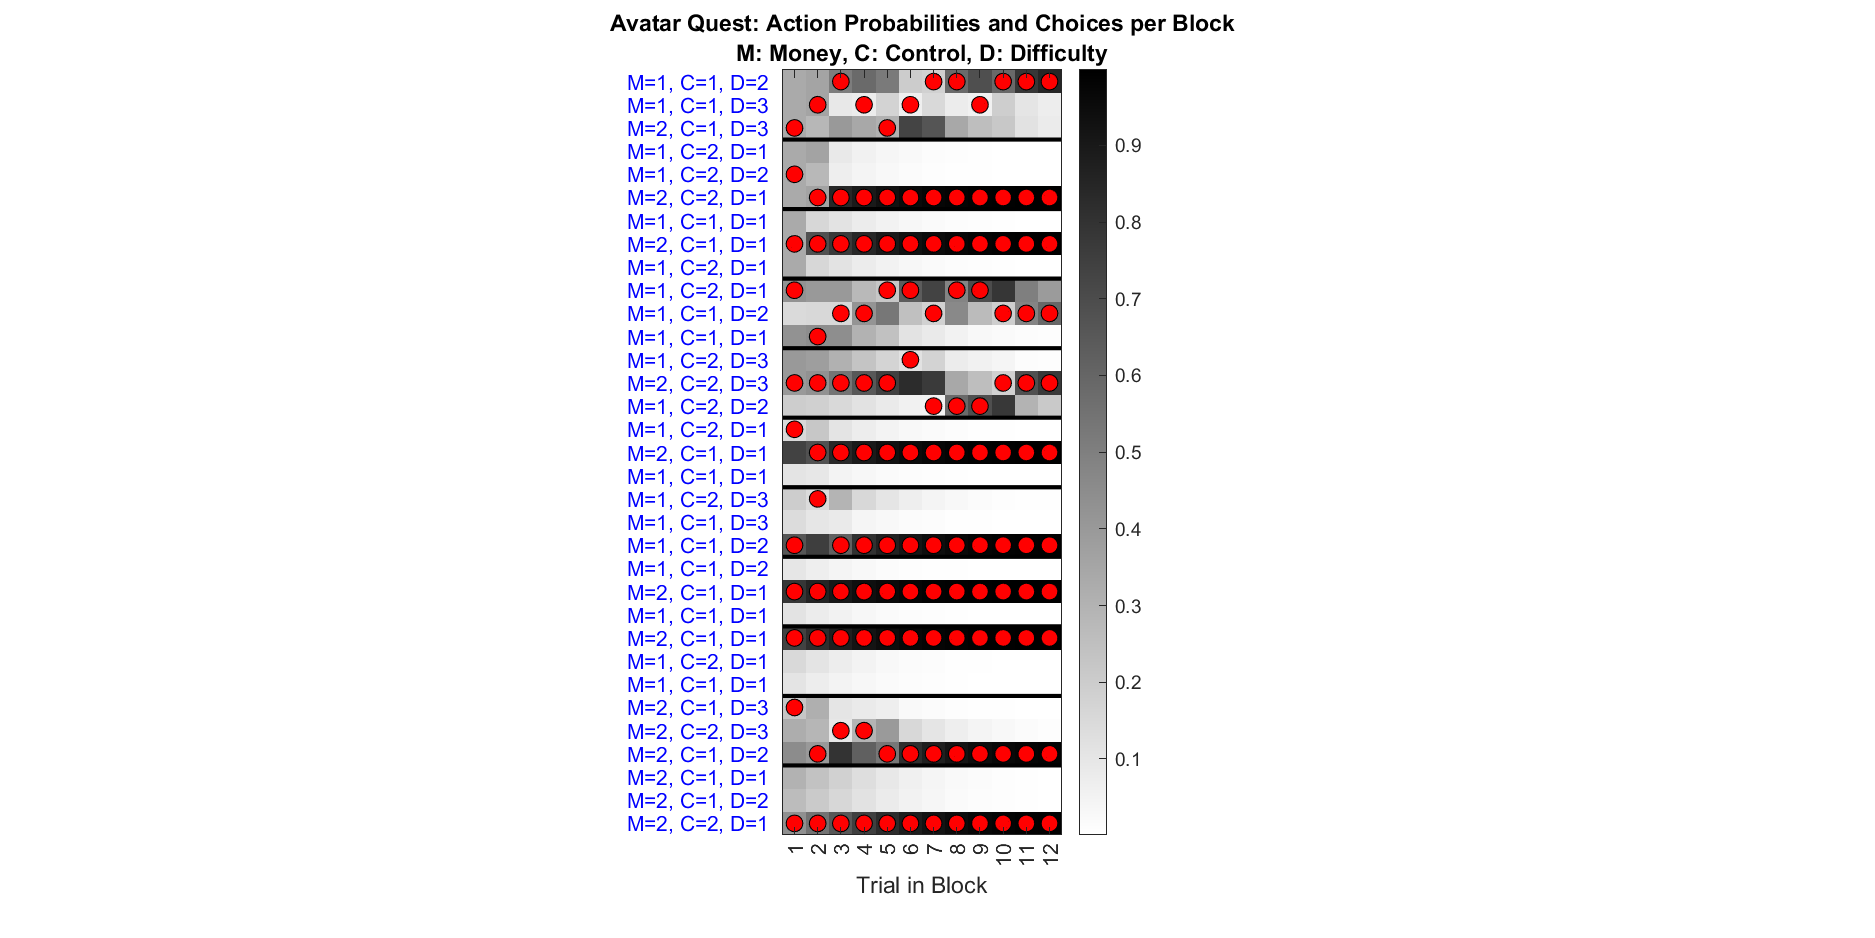 Avatar Quest: Action Probabilities and Choices per Block
M: Money, C: Control, D: Difficulty
M=1, C=1, D=2
M=1, C=1, D=3
M=2, C=1, D=3
M=1, C=2, D=1
M=1, C=2, D=2
M=2, C=2, D=1
M=1, C=1, D=1
M=2, C=1, D=1
M=1, C=2, D=1
M=1, C=2, D=1
M=1, C=1, D=2
M=1, C=1, D=1
M=1, C=2, D=3
M=2, C=2, D=3
M=1, C=2, D=2
M=1, C=2, D=1
M=2, C=1, D=1
M=1, C=1, D=1
M=1, C=2, D=3
M=1, C=1, D=3
M=1, C=1, D=2
M=1, C=1, D=2
M=2, C=1, D=1
M=1, C=1, D=1
M=2, C=1, D=1
M=1, C=2, D=1
M=1, C=1, D=1
M=2, C=1, D=3
M=2, C=2, D=3
M=2, C=1, D=2
M=2, C=1, D=1
M=2, C=1, D=2
M=2, C=2, D=1
1 2 3 4 5 6 7 8 9 10 11 12
Trial in Block
0.9
0.8
0.7
0.6
0.5
0.4
0.3
0.2
0.1